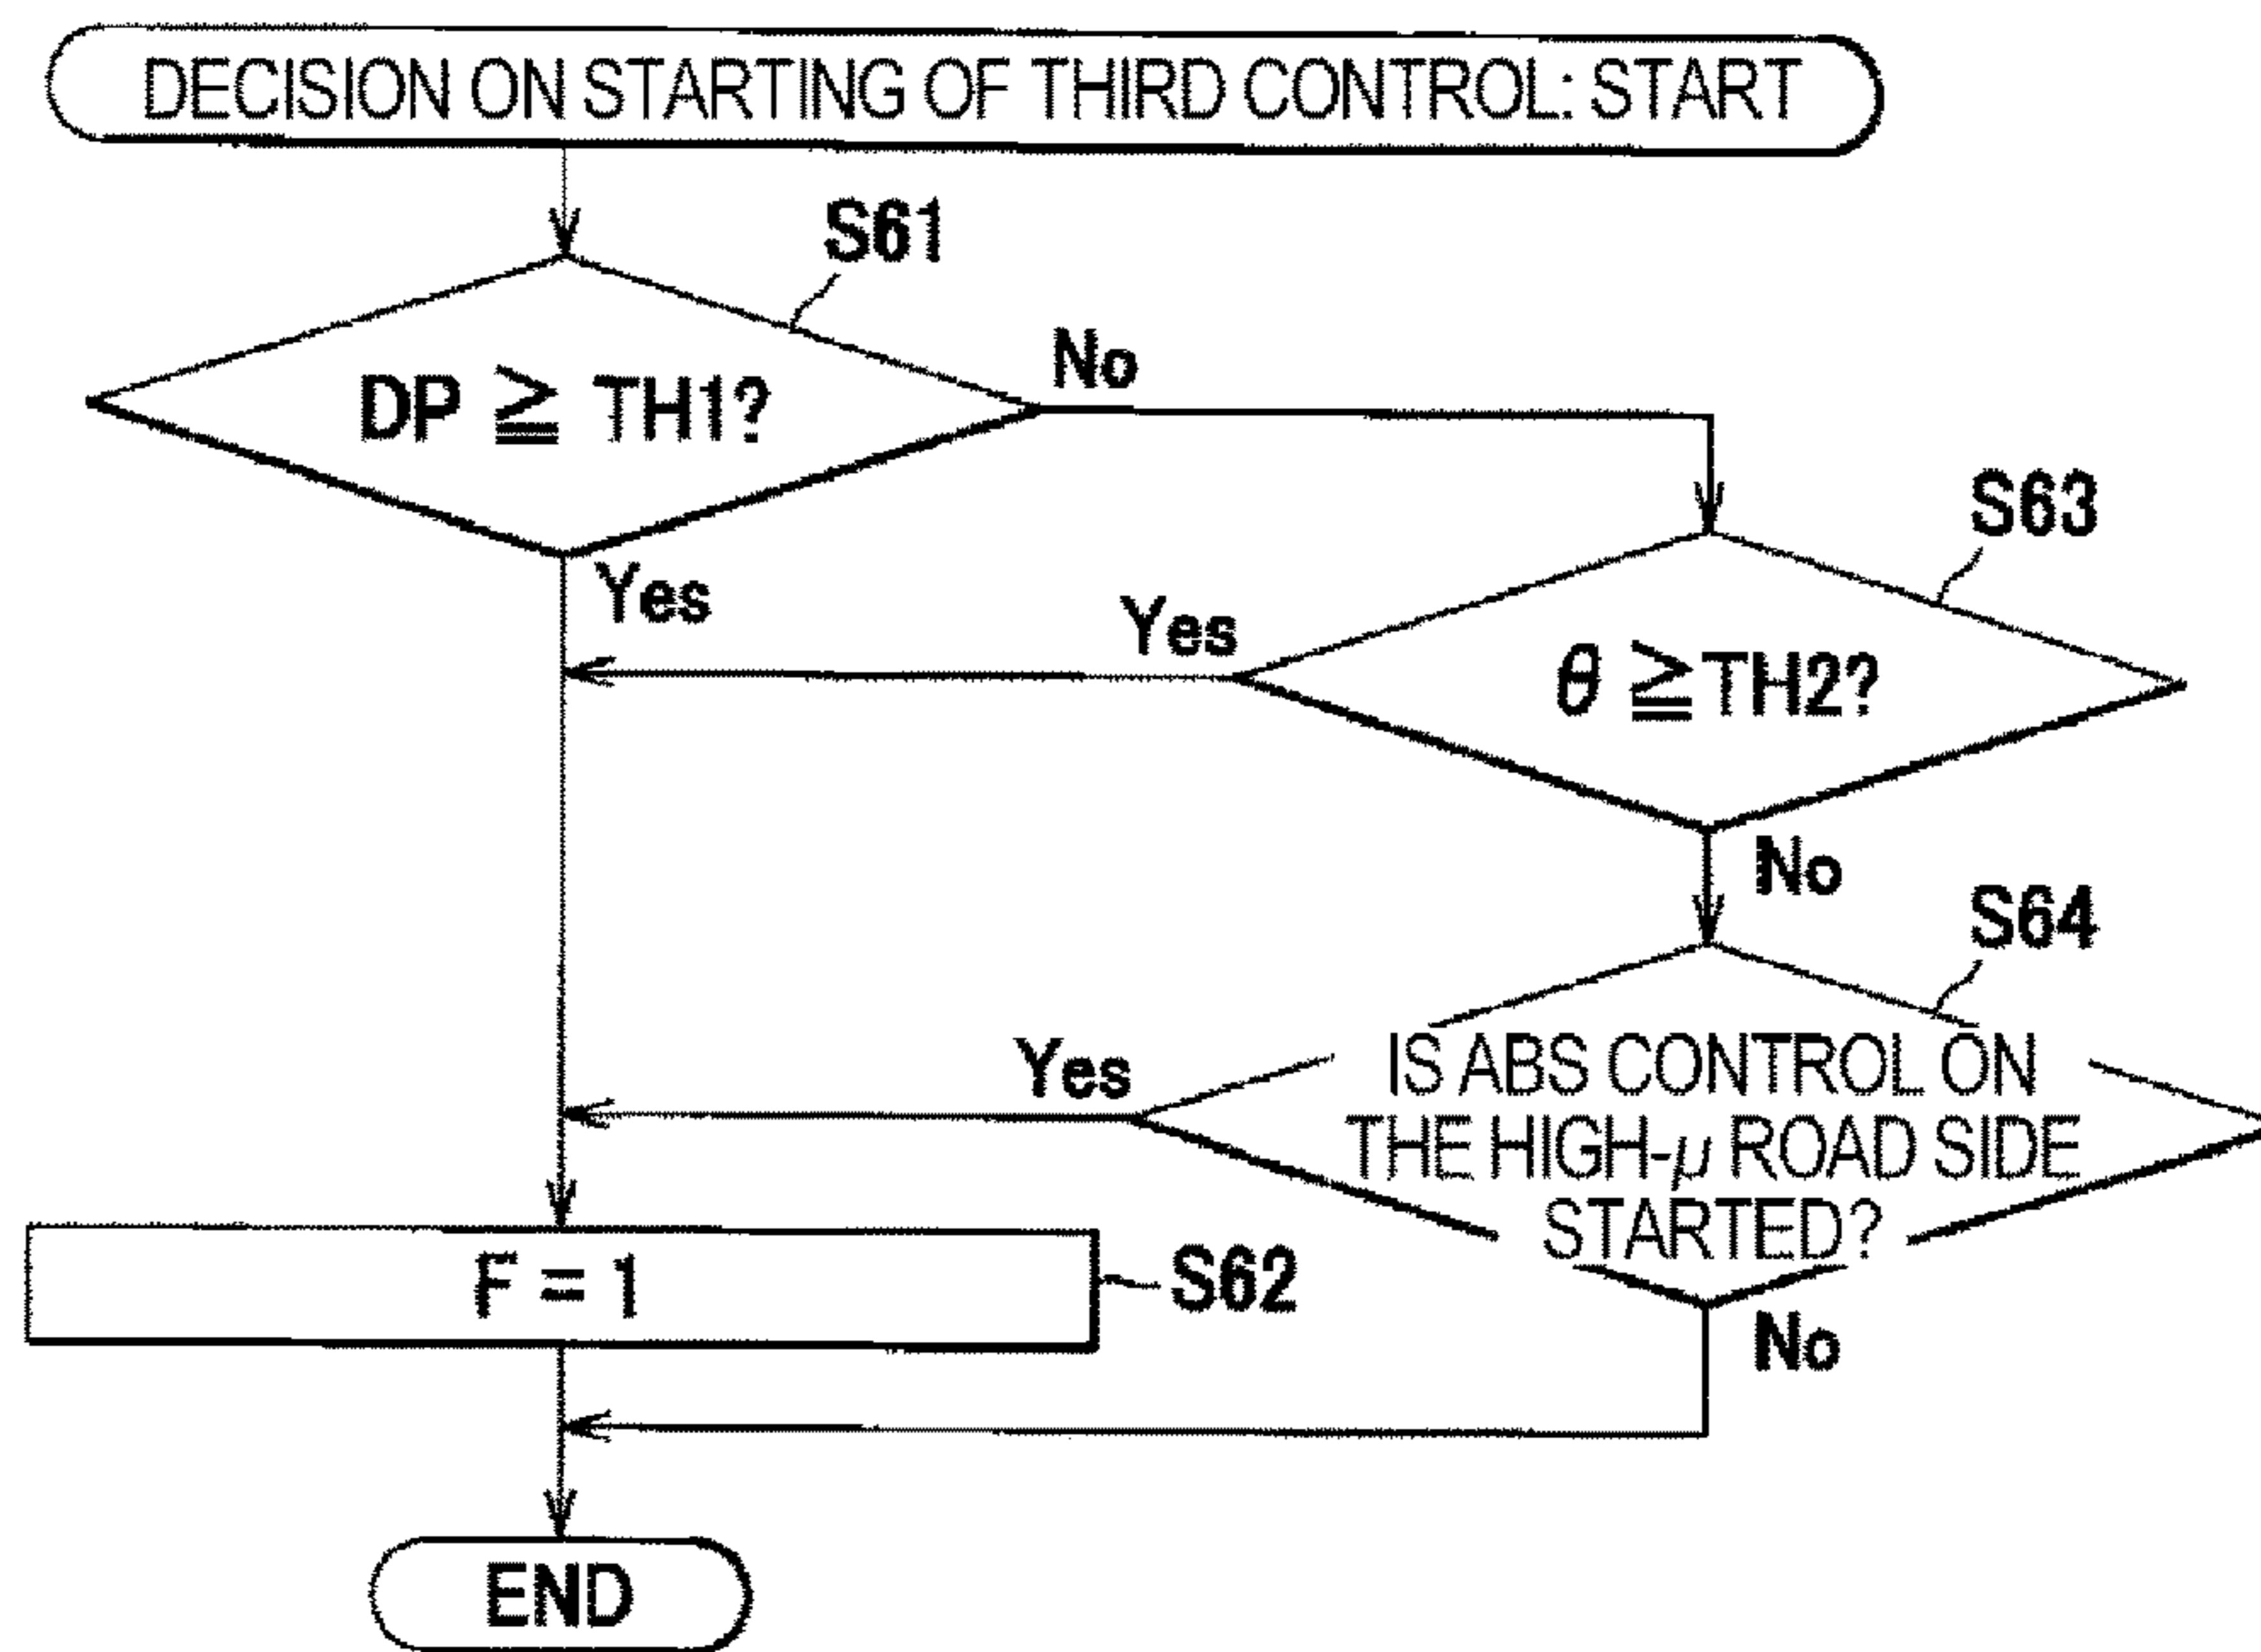 DECISION ON STARTING OF THIRD CONTROL: START
S61
DP ≧ TH1?
No
Yes
S63
θ ≧ TH2?
Yes
No
S64
IS ABS CONTROL ON
THE HIGH-μ ROAD SIDE
STARTED?
Yes
No
F = 1
S62
END